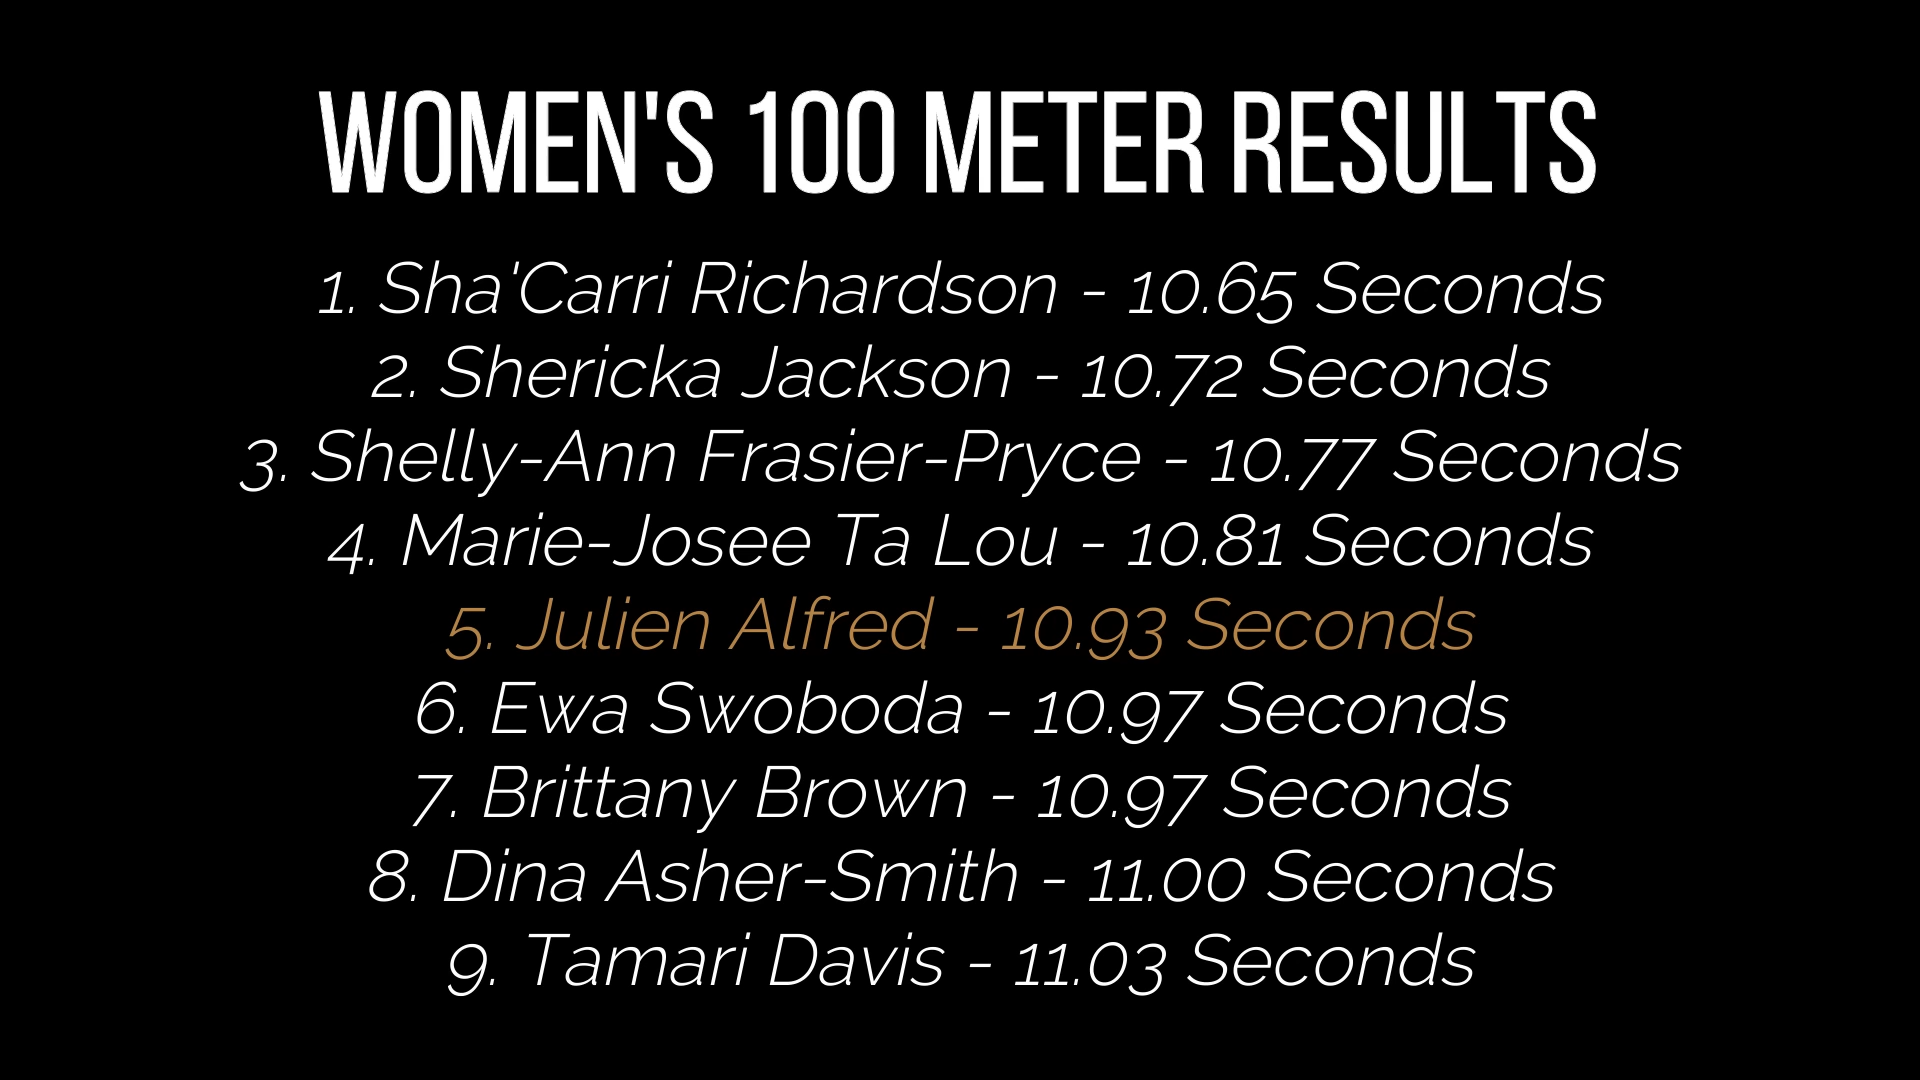 WOMEN'S 100 METER RESULTS
1. Sha'Carri Richardson - 10.65 Seconds
2. Shericka Jackson - 10.72 Seconds
3. Shelly-Ann Frasier-Pryce - 10.77 Seconds
4. Marie-Josee Ta Lou - 10.81 Seconds
5. Julien Alfred - 10.93 Seconds
6. Ewa Swoboda - 10.97 Seconds
7. Brittany Brown - 10.97 Seconds
8. Dina Asher-Smith - 11.00 Seconds
9. Tamari Davis - 11.03 Seconds